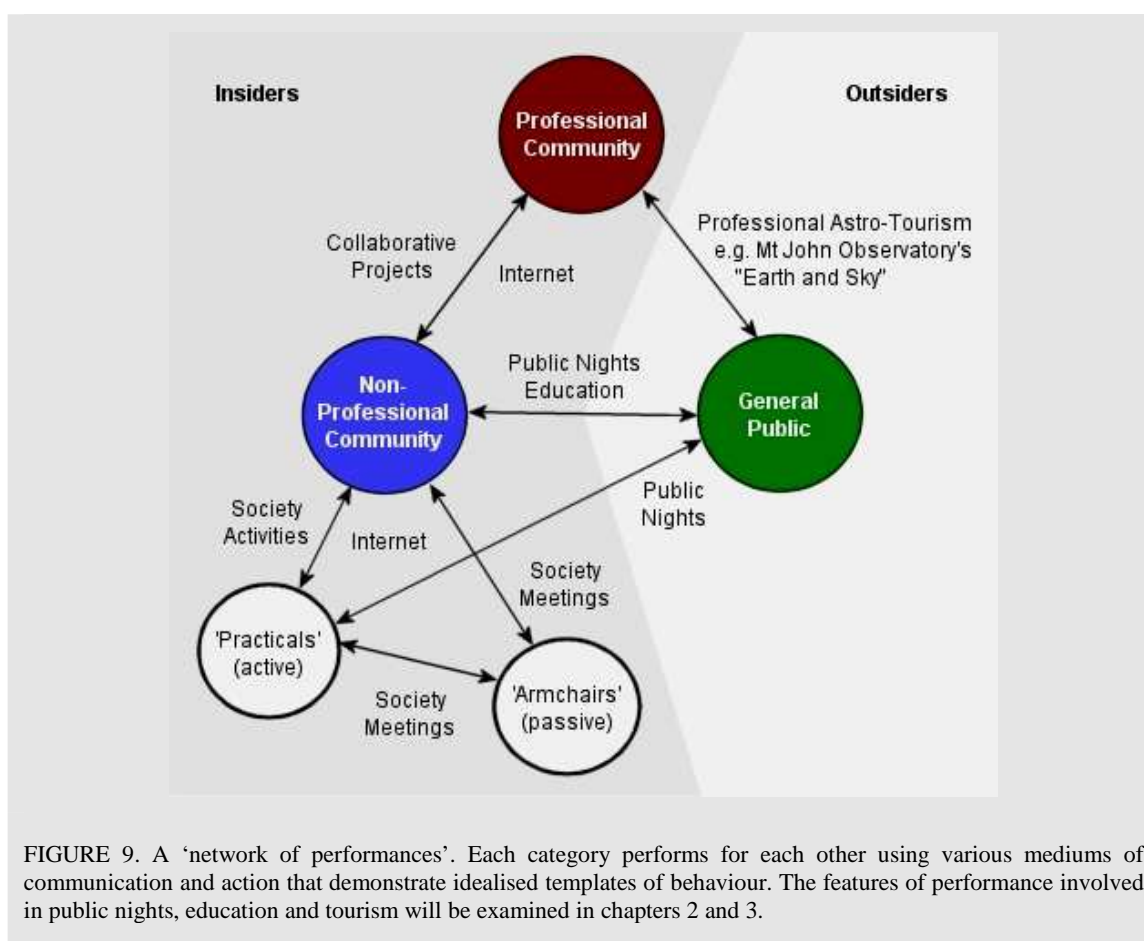 Insiders
Outsiders
Professional
Community
Professional Astro-Tourism
e.g. Mt John Observatory's
"Earth and Sky"
Collaborative
Projects
Internet
Public Nights
Education
Non-
Professional
Community
General
Public
Society
Activities
Internet
Public
Nights
Society
Meetings
'Practicals'
(active)
'Armchairs'
(passive)
Society
Meetings
FIGURE 9. A ‘network of performances’. Each category performs for each other using various mediums of
communication and action that demonstrate idealised templates of behaviour. The features of performance involved
in public nights, education and tourism will be examined in chapters 2 and 3.